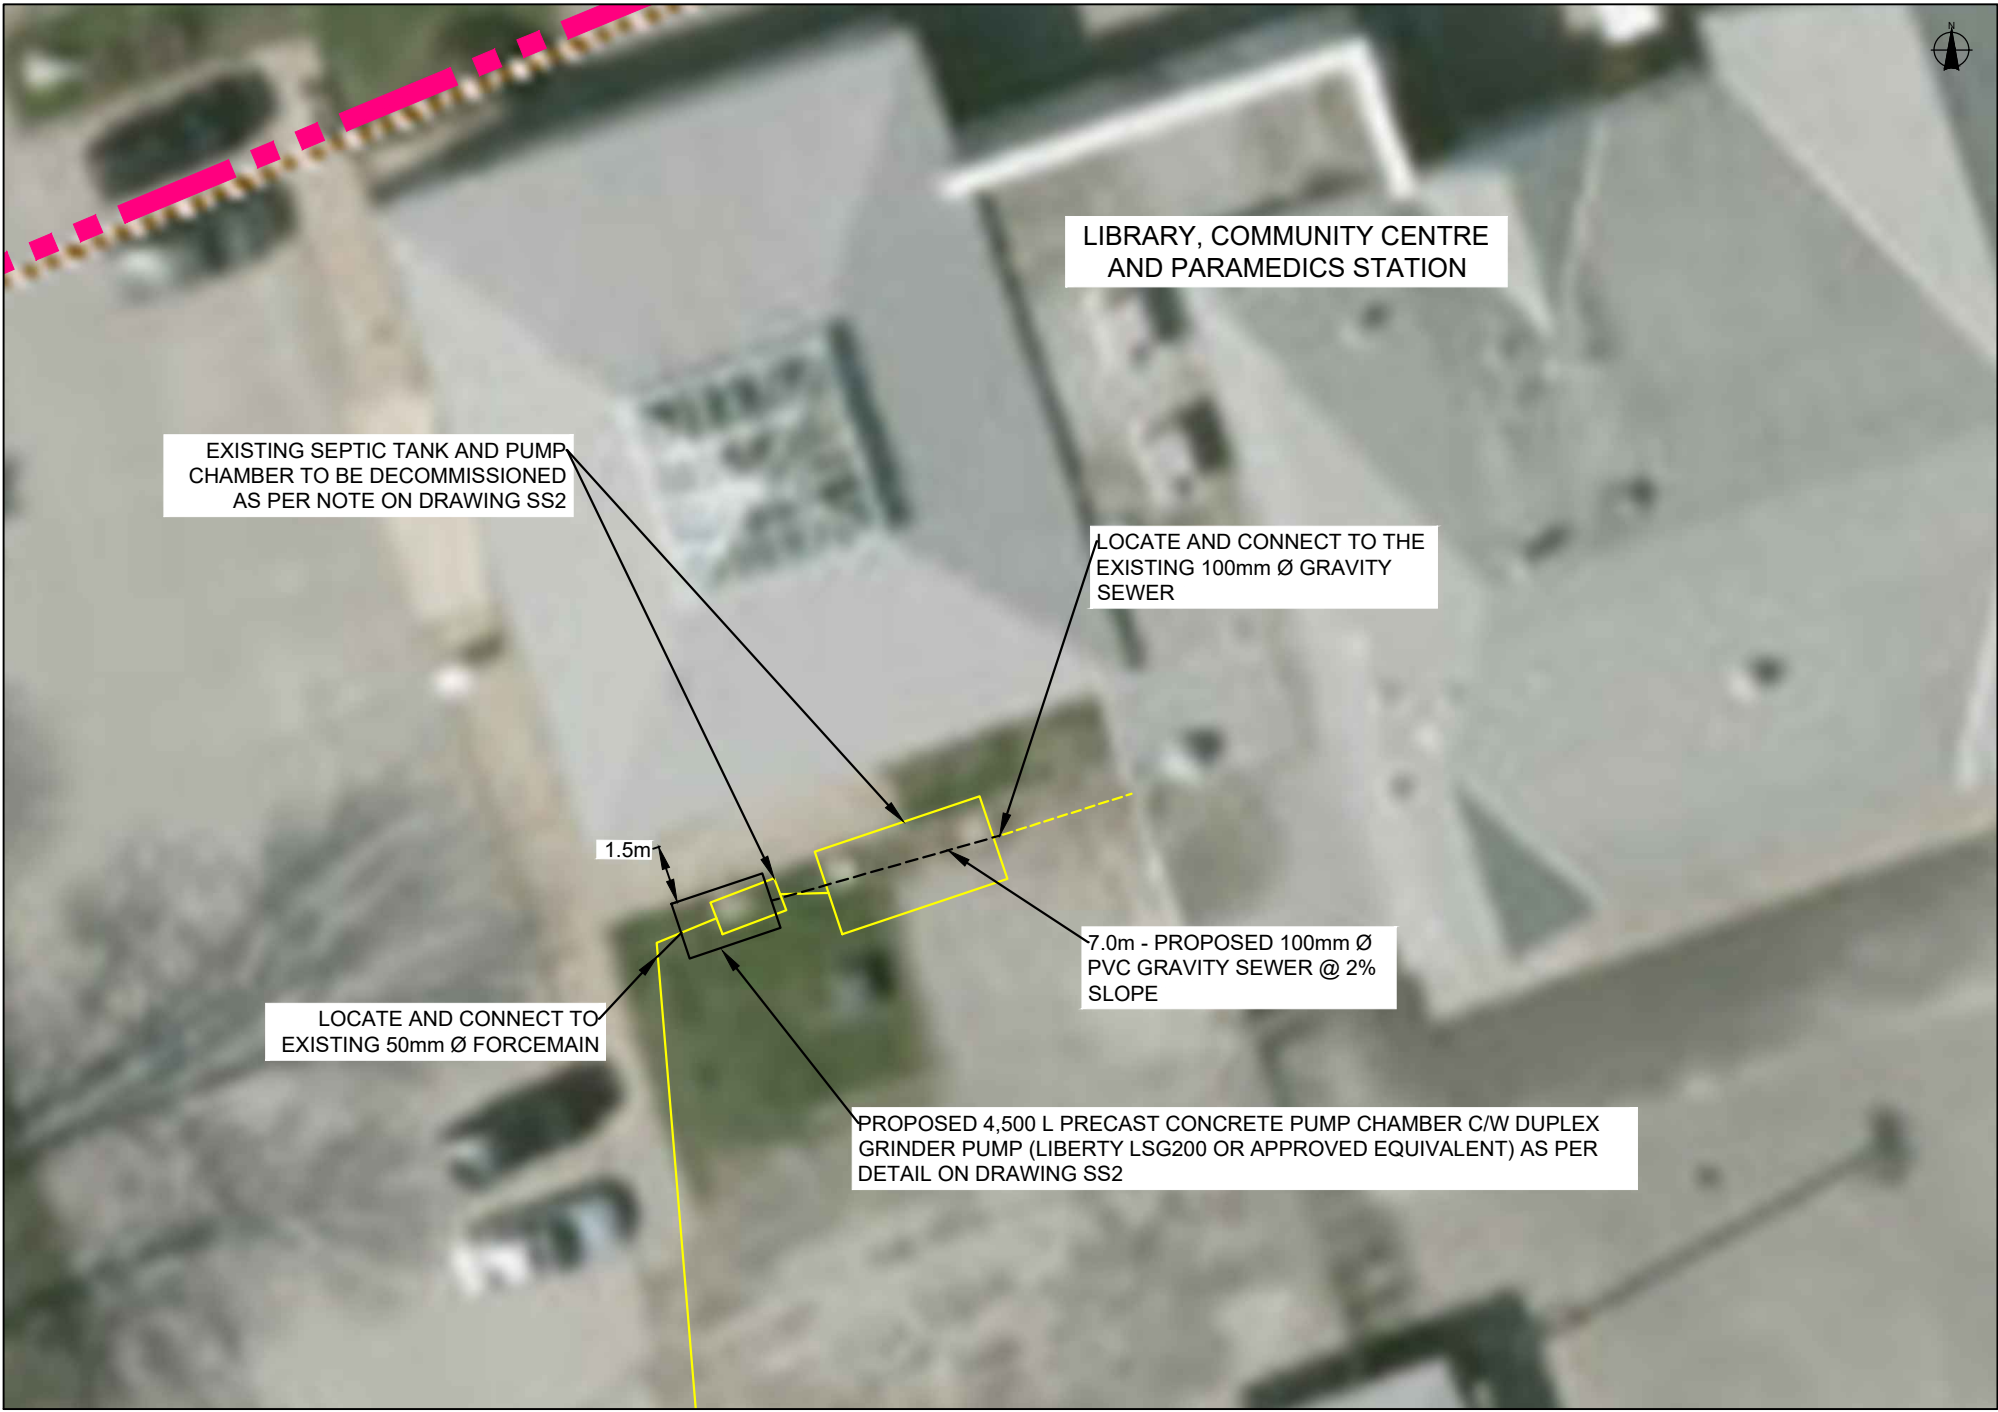 N
LIBRARY, COMMUNITY CENTRE
AND PARAMEDICS STATION
EXISTING SEPTIC TANK AND PUMP
CHAMBER TO BE DECOMMISSIONED
AS PER NOTE ON DRAWING SS2
LOCATE AND CONNECT TO THE
EXISTING 100mm Ø GRAVITY
SEWER
1.5m
7.0m - PROPOSED 100mm Ø
PVC GRAVITY SEWER @ 2%
SLOPE
LOCATE AND CONNECT TO
EXISTING 50mm Ø FORCEMAIN
PROPOSED 4,500 L PRECAST CONCRETE PUMP CHAMBER C/W DUPLEX
GRINDER PUMP (LIBERTY LSG200 OR APPROVED EQUIVALENT) AS PER
DETAIL ON DRAWING SS2